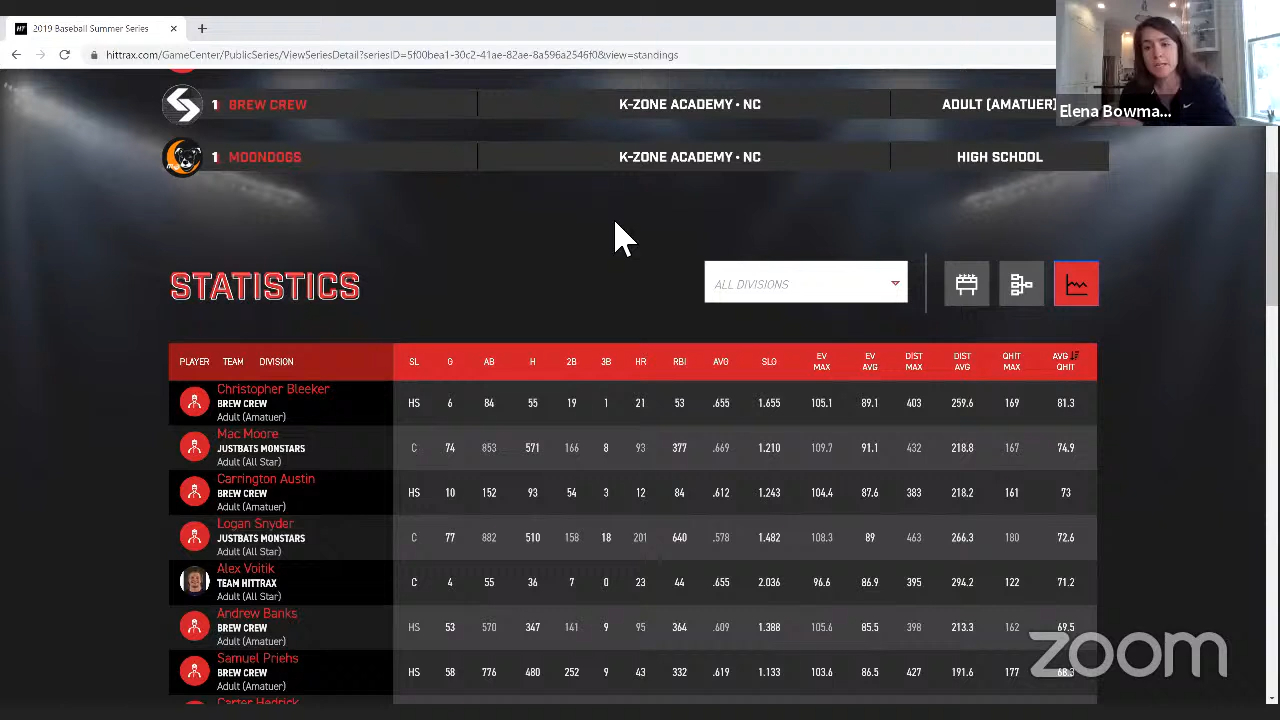 HT 2019 Baseball Summer Series
hittrax.com/GameCenter/PublicSeries/ViewSeriesDetail?seriesID=5f00bea1-30c2-41ae-82ae-8a596a2546f0&view=standings
Elena Bowma...
1 BREW CREW K-ZONE ACADEMY • NC ADULT (AMATUER)
1 MOONDOGS K-ZONE ACADEMY • NC HIGH SCHOOL
STATISTICS
ALL DIVISIONS
PLAYER TEAM DIVISION SL G AB H 2B 3B HR RBI AVG SLG EV MAX EV AVG DIST MAX DIST AVG QHIT MAX AVG QHIT
Christopher Bleeker
BREW CREW HS 6 84 55 19 1 21 53 .655 1.655 105.1 89.1 403 259.6 169 81.3
Adult (Amatuer)
Mac Moore
JUSTBATS MONSTARS C 74 853 571 166 8 93 377 .669 1.210 109.7 91.1 432 218.8 167 74.9
Adult (All Star)
Carrington Austin
BREW CREW HS 10 152 93 54 3 12 84 .612 1.243 104.4 87.6 383 218.2 161 73
Adult (Amatuer)
Logan Snyder
JUSTBATS MONSTARS C 77 882 510 158 18 201 640 .578 1.482 108.3 89 463 266.3 180 72.6
Adult (All Star)
Alex Voitik
TEAM HITTRAX C 4 55 36 7 0 23 44 .655 2.036 96.6 86.9 395 294.2 122 71.2
Adult (All Star)
Andrew Banks
BREW CREW HS 53 570 347 141 9 95 364 .609 1.388 105.6 85.5 398 213.3 162 69.5
Adult (Amatuer)
Samuel Priehs
BREW CREW HS 58 776 480 252 9 43 332 .619 1.133 103.6 86.5 427 191.6 177 68.3
Adult (Amatuer)
Carter Hedrick
zoom